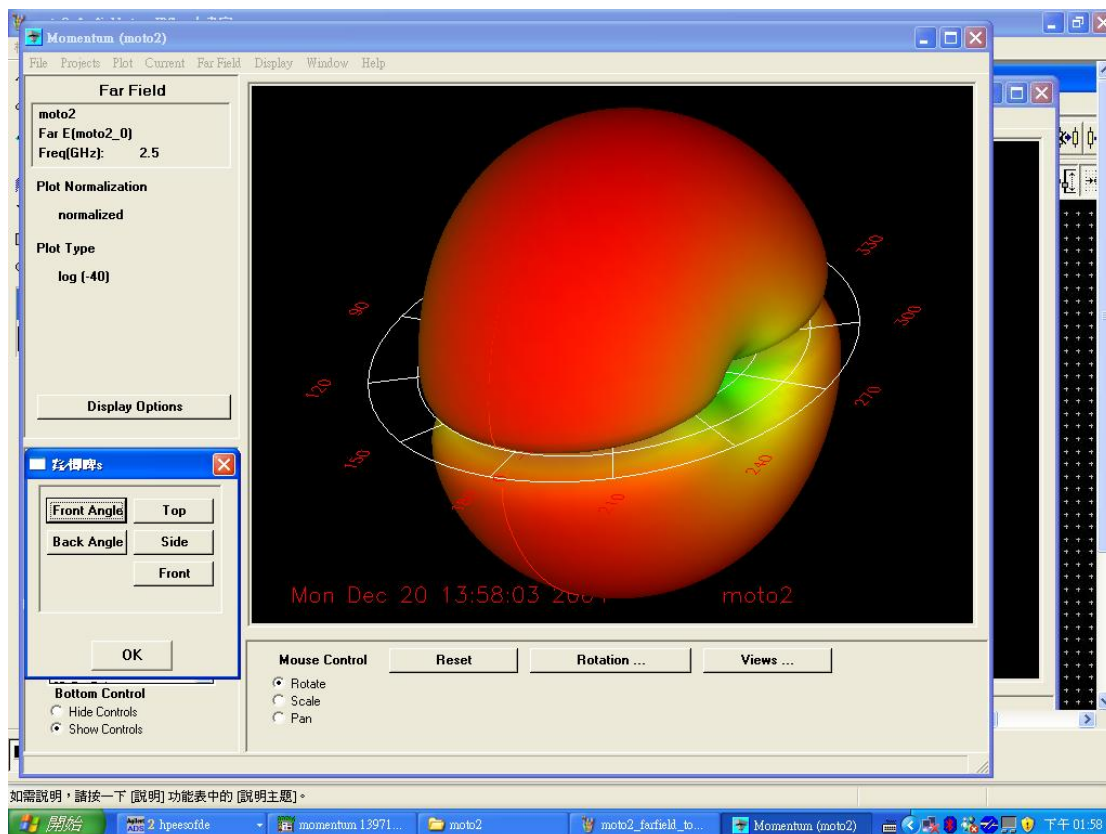 Momentum (moto2)
File Projects Plot Current Far Field Display Window Help
Far Field
moto2
Far E(moto2_0)
Freq(GHz): 2.5
Plot Normalization
normalized
Plot Type
log (-40)
Display Options
Front Angle Top
Back Angle Side
Front
OK
Bottom Control
Hide Controls
Show Controls
330
300
270
240
210
150
120
90
Mon Dec 20 13:58:03
moto2
Mouse Control Reset Rotation ... Views ...
Rotate
Scale
Pan
如需說明，請按一下 [說明] 功能表中的 [說明主題]。
開始 2 hpeesofde momentum 13971... moto2 moto2_farfield_to... Momentum (moto2) 下午 01:58